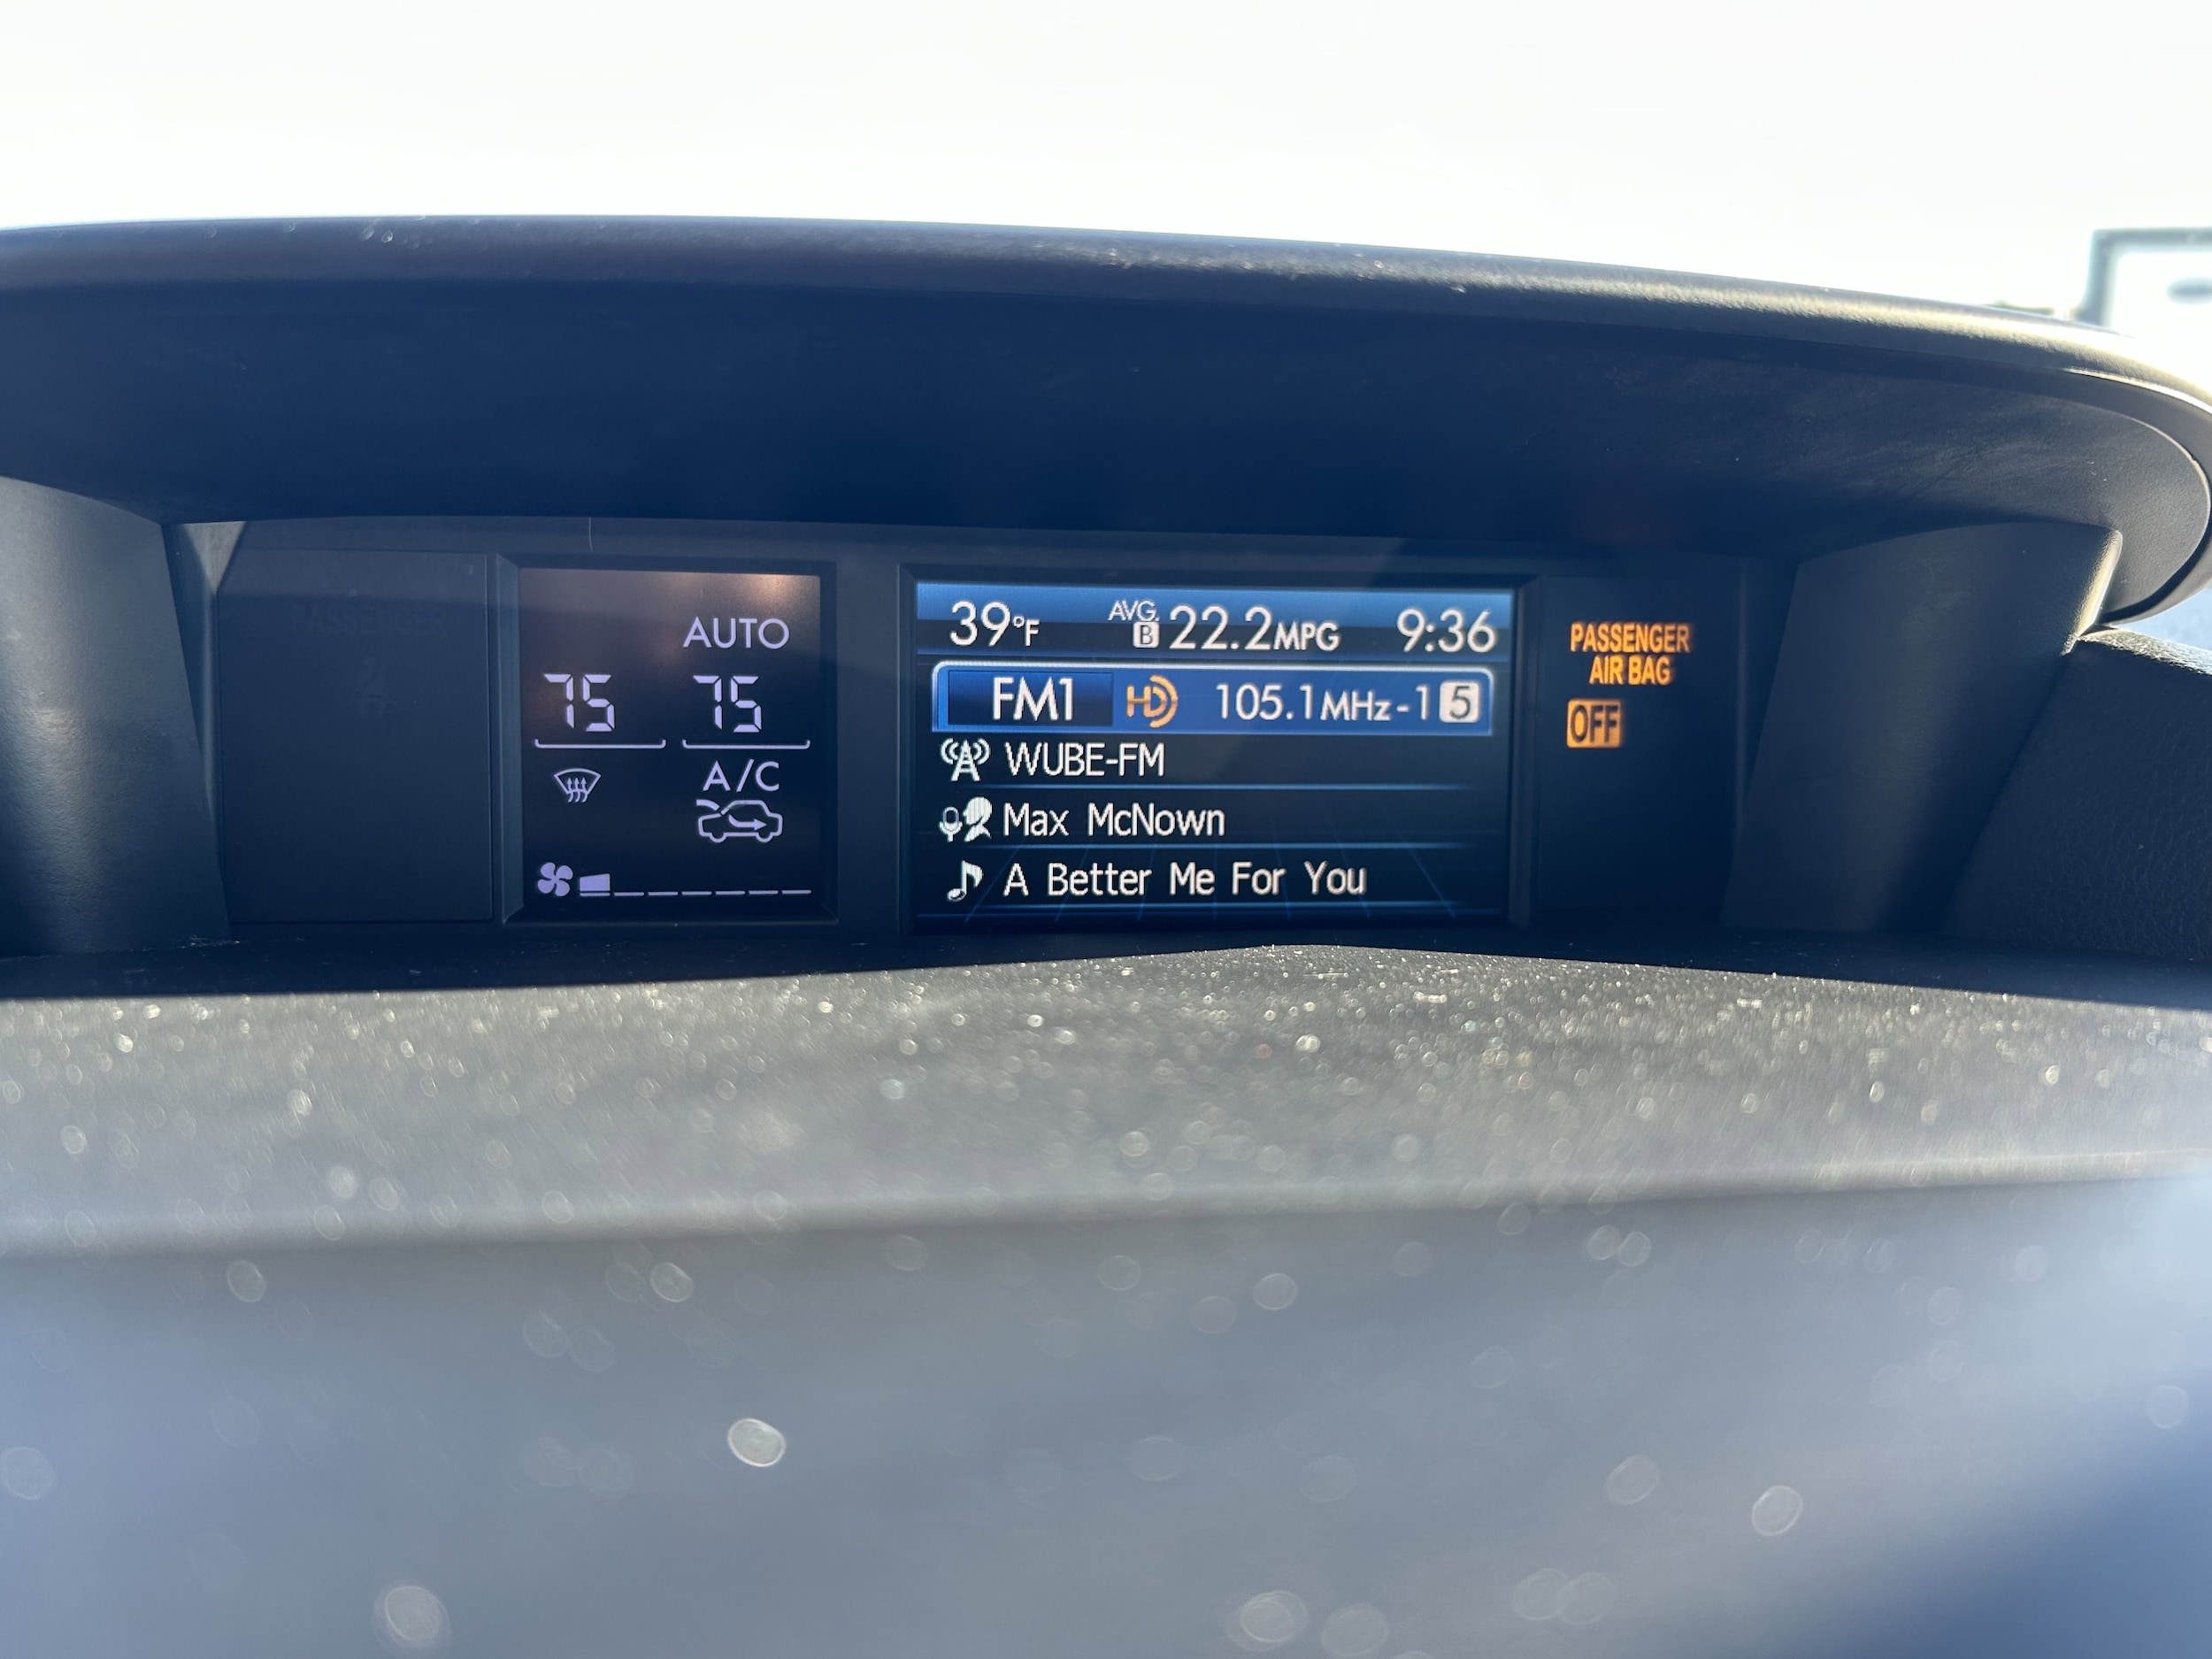 AUTO
75 75
A/C
39°F AVG. B 22.2MPG 9:36
FM1 HD 105.1MHz-1 5
WUBE-FM
Max McNown
A Better Me For You
PASSENGER
AIR BAG
OFF